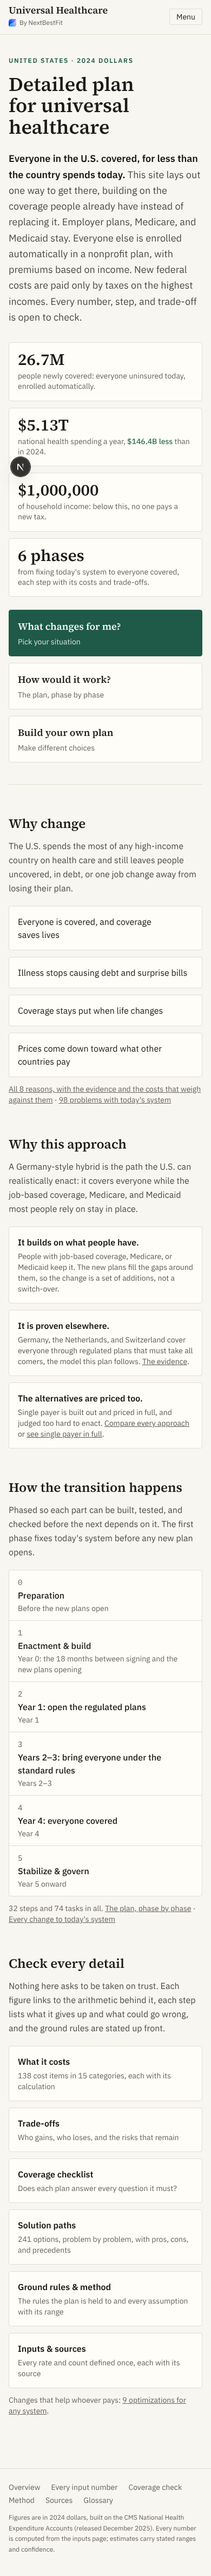 Universal Healthcare
By NextBestFit
Menu
UNITED STATES · 2024 DOLLARS
Detailed plan
for universal
healthcare
Everyone in the U.S. covered, for less than
the country spends today. This site lays out
one way to get there, building on the
coverage people already have instead of
replacing it. Employer plans, Medicare, and
Medicaid stay. Everyone else is enrolled
automatically in a nonprofit plan, with
premiums based on income. New federal
costs are paid only by taxes on the highest
incomes. Every number, step, and trade-off
is open to check.
26.7M
people newly covered: everyone uninsured today,
enrolled automatically.
$5.13T
national health spending a year, $146.4B less than
in 2024.
N
$1,000,000
of household income: below this, no one pays a
new tax.
6 phases
from fixing today's system to everyone covered,
each step with its costs and trade-offs.
What changes for me?
Pick your situation
How would it work?
The plan, phase by phase
Build your own plan
Make different choices
Why change
The U.S. spends the most of any high-income
country on health care and still leaves people
uncovered, in debt, or one job change away from
losing their plan.
Everyone is covered, and coverage
saves lives
Illness stops causing debt and surprise bills
Coverage stays put when life changes
Prices come down toward what other
countries pay
All 8 reasons, with the evidence and the costs that weigh
against them · 98 problems with today's system
Why this approach
A Germany-style hybrid is the path the U.S. can
realistically enact: it covers everyone while the
job-based coverage, Medicare, and Medicaid
most people rely on stay in place.
It builds on what people have.
People with job-based coverage, Medicare, or
Medicaid keep it. The new plans fill the gaps around
them, so the change is a set of additions, not a
switch-over.
It is proven elsewhere.
Germany, the Netherlands, and Switzerland cover
everyone through regulated plans that must take all
comers, the model this plan follows. The evidence.
The alternatives are priced too.
Single payer is built out and priced in full, and
judged too hard to enact. Compare every approach
or see single payer in full.
How the transition happens
Phased so each part can be built, tested, and
checked before the next depends on it. The first
phase fixes today's system before any new plan
opens.
0
Preparation
Before the new plans open
1
Enactment & build
Year 0: the 18 months between signing and the
new plans opening
2
Year 1: open the regulated plans
Year 1
3
Years 2–3: bring everyone under the
standard rules
Years 2–3
4
Year 4: everyone covered
Year 4
5
Stabilize & govern
Year 5 onward
32 steps and 74 tasks in all. The plan, phase by phase ·
Every change to today's system
Check every detail
Nothing here asks to be taken on trust. Each
figure links to the arithmetic behind it, each step
lists what it gives up and what could go wrong,
and the ground rules are stated up front.
What it costs
138 cost items in 15 categories, each with its
calculation
Trade-offs
Who gains, who loses, and the risks that remain
Coverage checklist
Does each plan answer every question it must?
Solution paths
241 options, problem by problem, with pros, cons,
and precedents
Ground rules & method
The rules the plan is held to and every assumption
with its range
Inputs & sources
Every rate and count defined once, each with its
source
Changes that help whoever pays: 9 optimizations for
any system.
Overview Every input number Coverage check
Method Sources Glossary
Figures are in 2024 dollars, built on the CMS National Health
Expenditure Accounts (released December 2025). Every number
is computed from the inputs page; estimates carry stated ranges
and confidence.